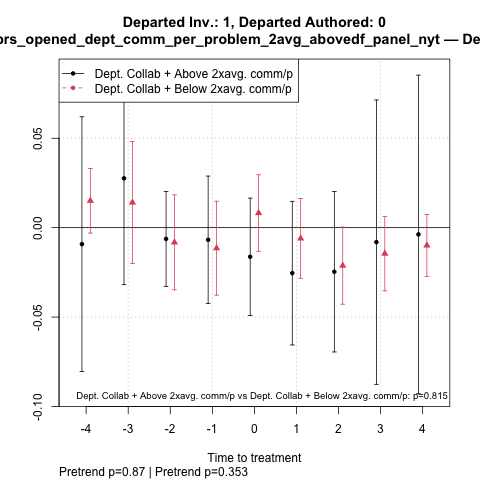 Departed Inv.: 1, Departed Authored: 0
prs_opened_dept_comm_per_problem_2avg_abovedf_panel_nyt — De
Dept. Collab + Above 2xavg. comm/p
Dept. Collab + Below 2xavg. comm/p
0.05
0.00
-0.05
-0.10
Dept. Collab + Above 2xavg. comm/p vs Dept. Collab + Below 2xavg. comm/p: p=0.815
-4 -3 -2 -1 0 1 2 3 4
Time to treatment
Pretrend p=0.87 | Pretrend p=0.353